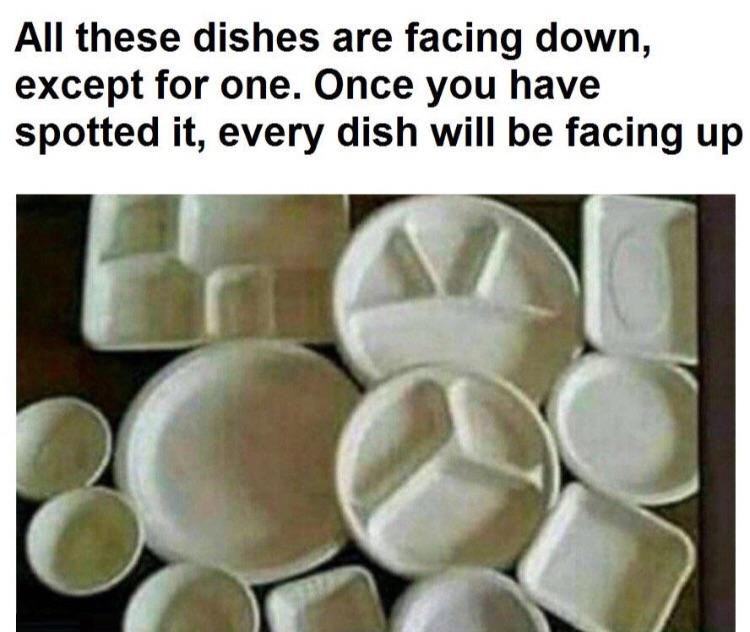 All these dishes are facing down,
except for one. Once you have
spotted it, every dish will be facing up